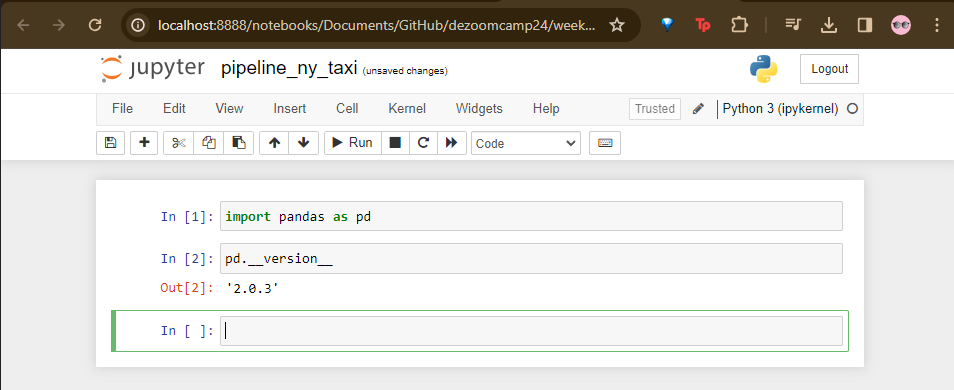 localhost:8888/notebooks/Documents/GitHub/dezoomcamp24/week...
Tp
jupyter pipeline_ny_taxi (unsaved changes) Logout
File Edit View Insert Cell Kernel Widgets Help Trusted Python 3 (ipykernel)
Run Code
In [1]: import pandas as pd
In [2]: pd.__version__
Out[2]: '2.0.3'
In [ ]: